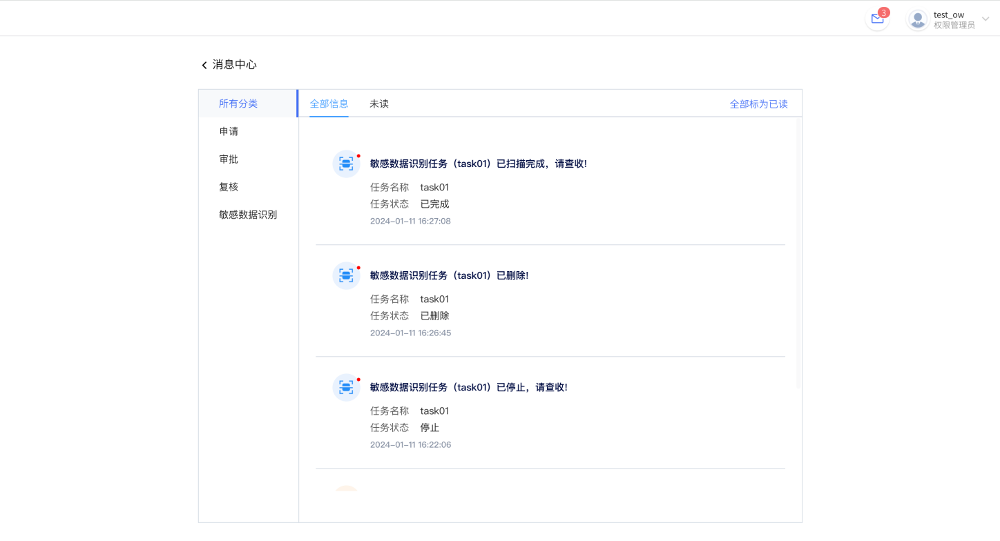 3
test_ow
权限管理员
消息中心
所有分类
全部信息 未读 全部标为已读
申请
审批
复核
敏感数据识别
敏感数据识别任务（task01）已扫描完成，请查收!
任务名称 task01
任务状态 已完成
2024-01-11 16:27:08
敏感数据识别任务（task01）已删除!
任务名称 task01
任务状态 已删除
2024-01-11 16:26:45
敏感数据识别任务（task01）已停止，请查收!
任务名称 task01
任务状态 停止
2024-01-11 16:22:06